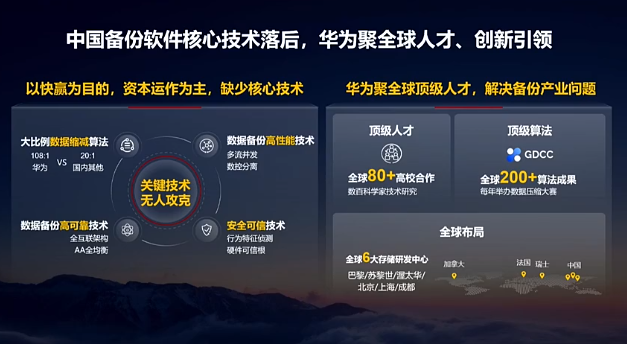 中国备份软件核心技术落后，华为聚全球人才、创新引领
以快赢为目的，资本运作为主，缺少核心技术
大比例数据缩减算法
108:1 VS 20:1
华为 国内其他
数据备份高性能技术
多流并发
数控分离
关键技术
无人攻克
数据备份高可靠技术
全互联架构
AA全均衡
安全可信技术
行为特征侦测
硬件可信根
华为聚全球顶级人才，解决备份产业问题
顶级人才
全球80+高校合作
数百科学家技术研究
顶级算法
GDCC
全球200+算法成果
每年举办数据压缩大赛
全球布局
全球6大存储研发中心
巴黎/苏黎世/渥太华/
北京/上海/成都
加拿大 法国 瑞士 中国